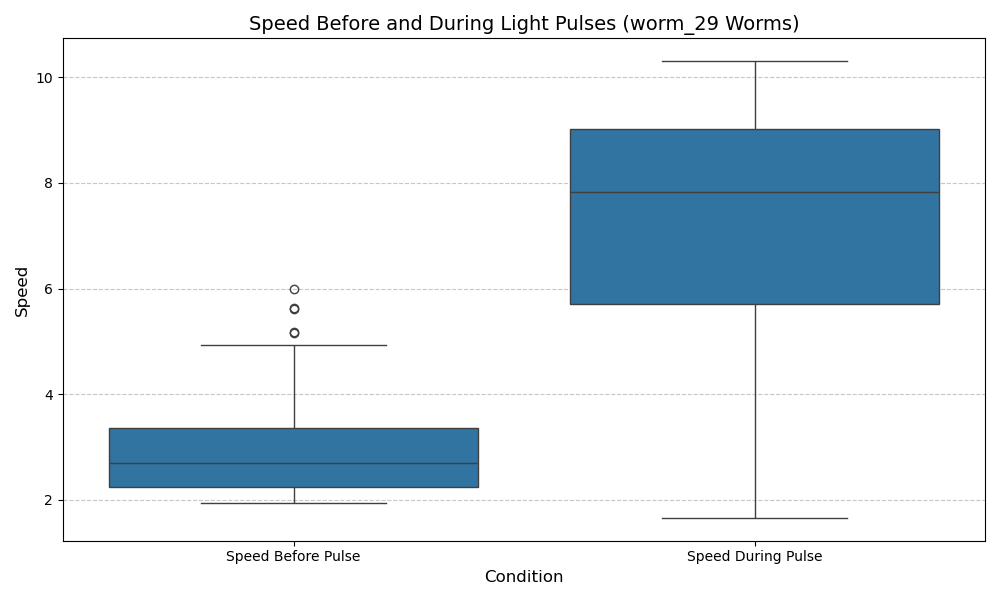 Speed Before and During Light Pulses (worm_29 Worms)
10
8
6
4
2
Speed
Speed Before Pulse
Speed During Pulse
Condition